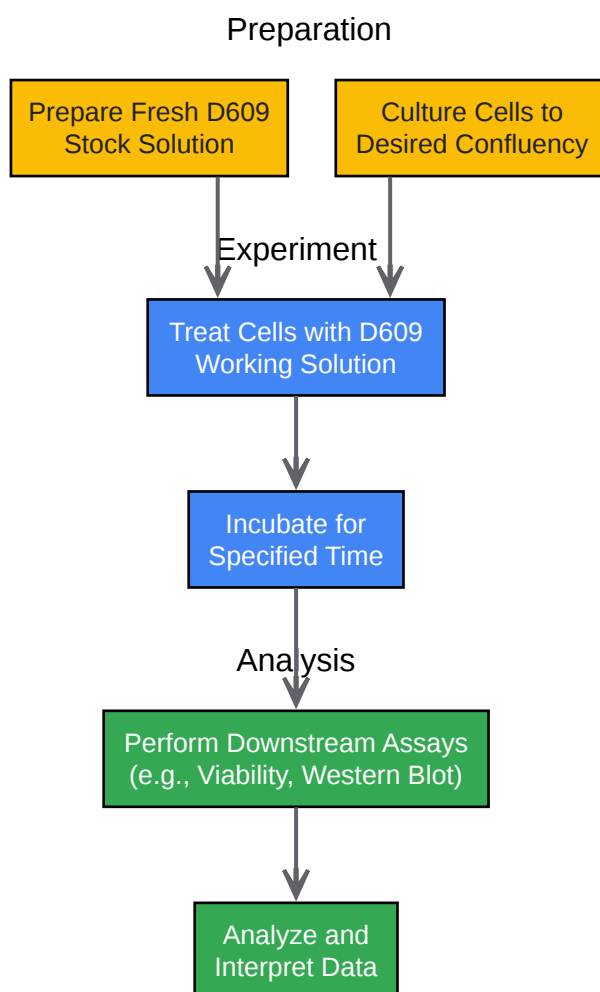 Preparation
Prepare Fresh D609
Stock Solution
Culture Cells to
Desired Confluency
Experiment
Treat Cells with D609
Working Solution
Incubate for
Specified Time
Analysis
Perform Downstream Assays
(e.g., Viability, Western Blot)
Analyze and
Interpret Data